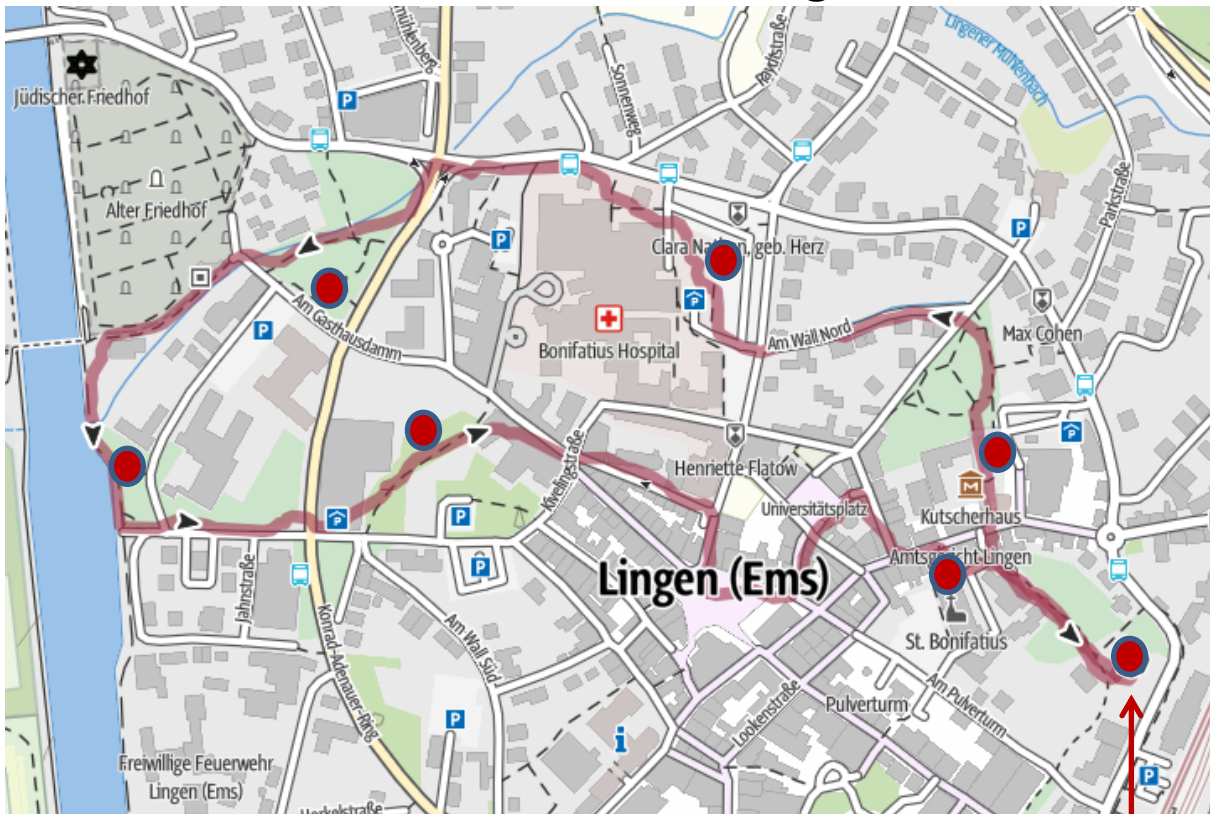 Jüdischer Friedhof
Alter Friedhof
mühlenberg
Sonnenweg
Raydtstraße
Lingener Mühlenbach
Parkstraße
P
P
P
Am Gasthausdamm
P
Clara Nathan, geb. Herz
P
Bonifatius Hospital
Am Wall Nord
Max Cohen
P
Kivelingstraße
Henriette Flatow
Universitätsplatz
M
Kutscherhaus
P
P
P
Lingen (Ems)
Amtsgericht Lingen
St. Bonifatius
Jahnstraße
Konrad-Adenauer-Ring
Am Wall Süd
Lookenstraße
Pulverturm
Am Pulverturm
P
i
P
Freiwillige Feuerwehr
Lingen (Ems)